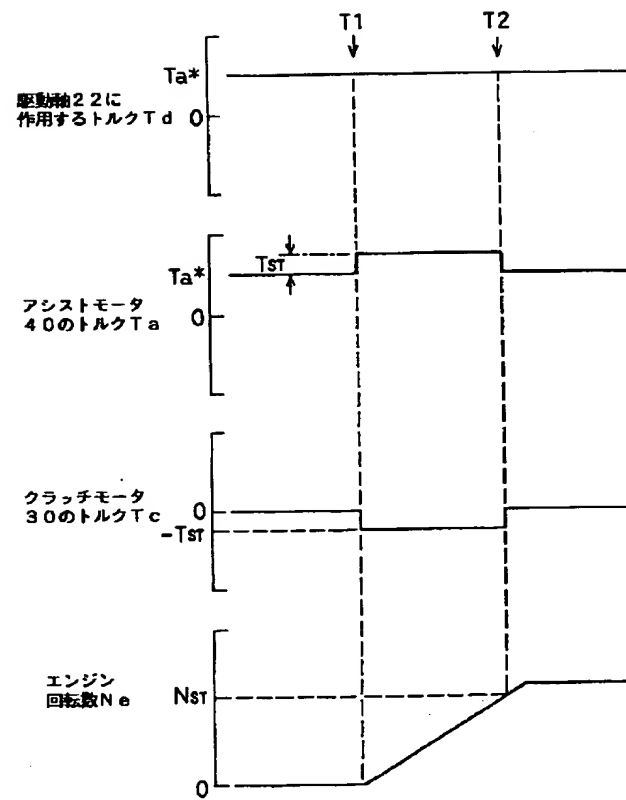 T1 T2
Ta*
駆動軸22に
作用するトルクTd 0
TST
Ta*
アシストモータ
40のトルクTa 0
クラッチモータ
30のトルクTc 0
-TST
エンジン
回転数Ne NST
0